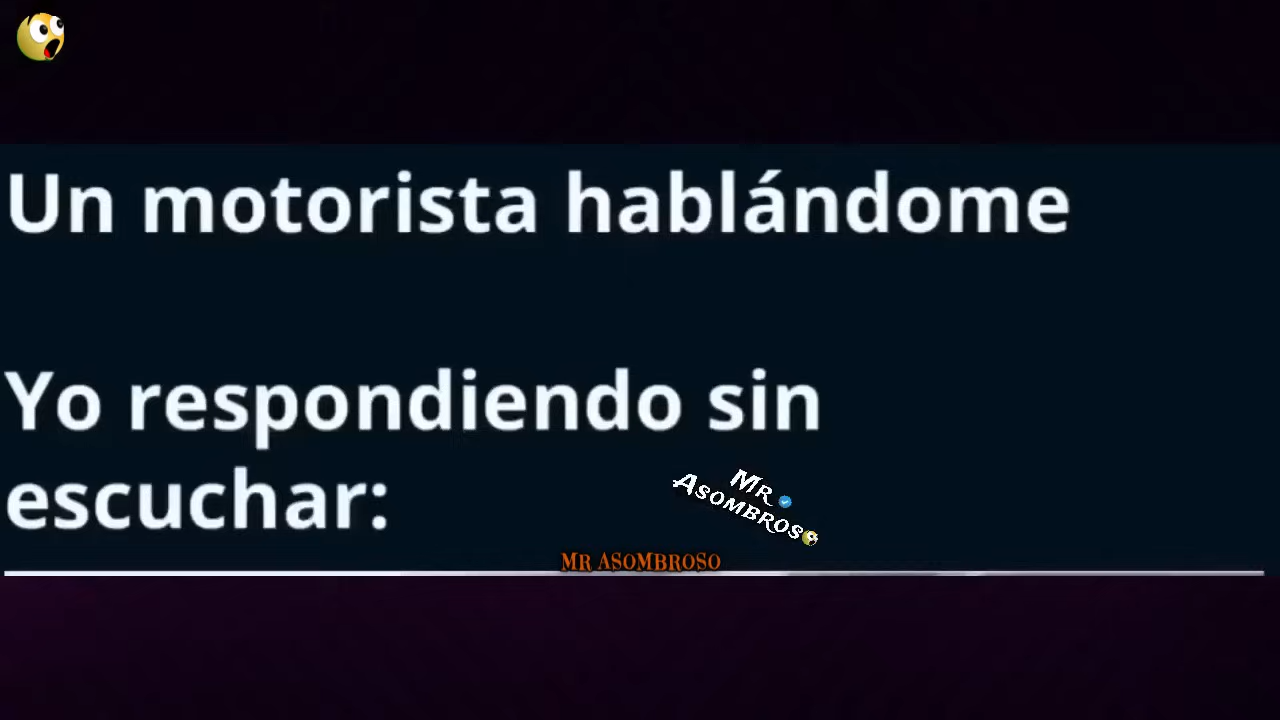 Un motorista hablándome
Yo respondiendo sin
escuchar:
MR
ASOMBROSO
MR ASOMBROSO